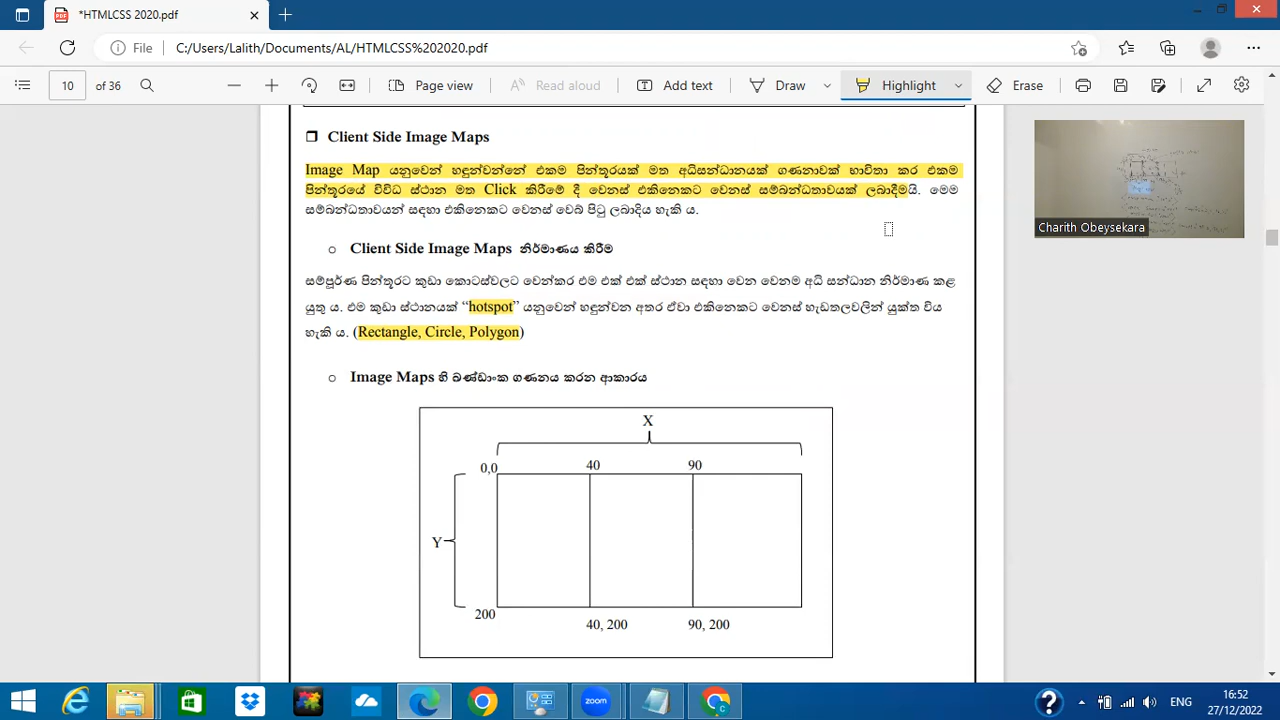 *HTMLCSS 2020.pdf
File
C:/Users/Lalith/Documents/AL/HTMLCSS%202020.pdf
10 of 36
Page view
Read aloud
Add text
Draw
Highlight
Erase
Client Side Image Maps
Image Map යනුවෙන් හඳුන්වන්නේ එකම පින්තූරයක් මත අධිසන්ධානයක් ගණනාවක් භාවිතා කර එකම
පින්තූරයේ විවිධ ස්ථාන මත Click කිරීමේ දී වෙනස් එකිනෙකට වෙනස් සම්බන්ධතාවයක් ලබාදීමයි. මෙම
සම්බන්ධතාවයන් සඳහා එකිනෙකට වෙනස් වෙබ් පිටු ලබාදිය හැකි ය.
Client Side Image Maps නිර්මාණය කිරීම
සම්පූර්ණ පින්තූරට කුඩා කොටස්වලට වෙන්කර එම එක් එක් ස්ථාන සඳහා වෙන වෙනම අධි සන්ධාන නිර්මාණ කළ
යුතු ය. එම කුඩා ස්ථානයක් “hotspot” යනුවෙන් හඳුන්වන අතර ඒවා එකිනෙකට වෙනස් හැඩතලවලින් යුක්ත විය
හැකි ය. (Rectangle, Circle, Polygon)
Image Maps හි ඛණ්ඩාංක ගණනය කරන ආකාරය
X
0,0
40
90
Y
200
40, 200
90, 200
Charith Obeysekara
zoom
ENG
16:52
27/12/2022